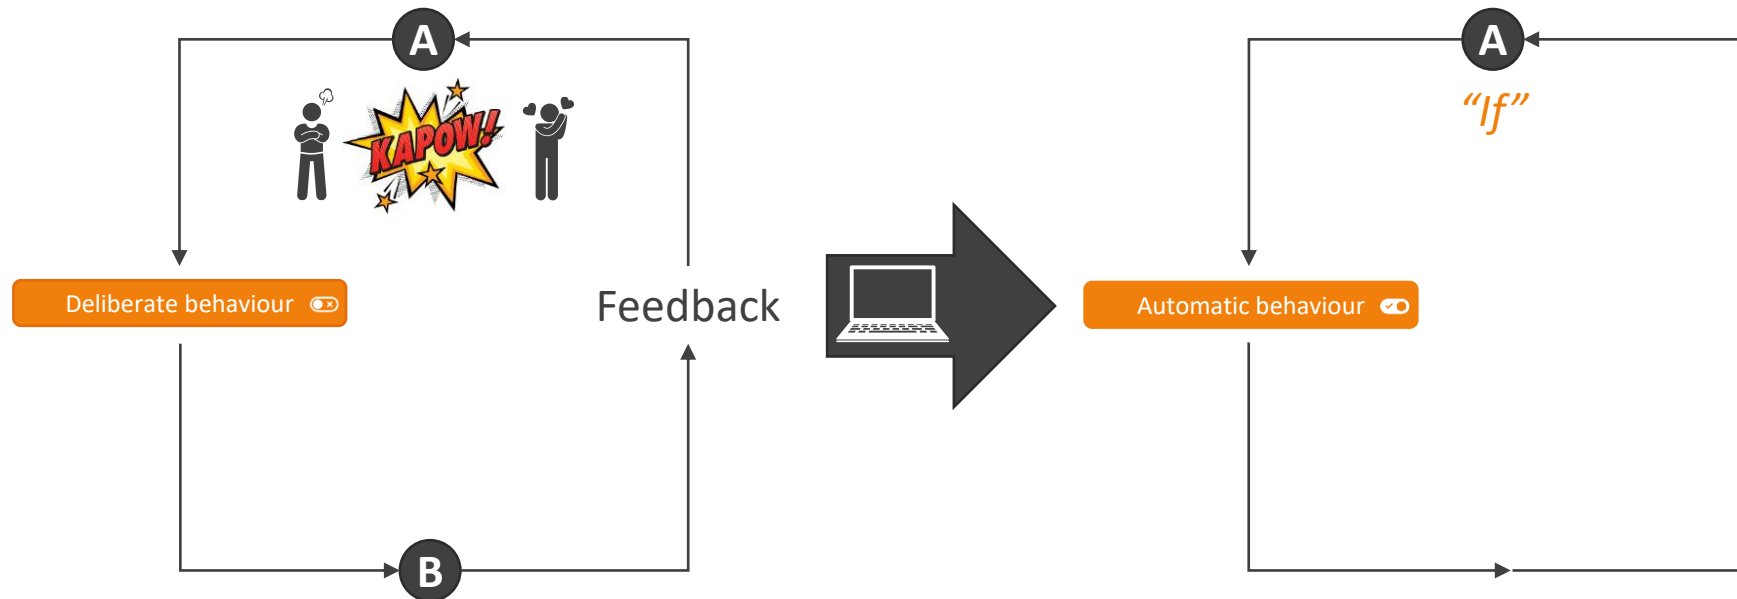 A
KAPOW!
Deliberate behaviour
Feedback
B
A
“If”
Automatic behaviour